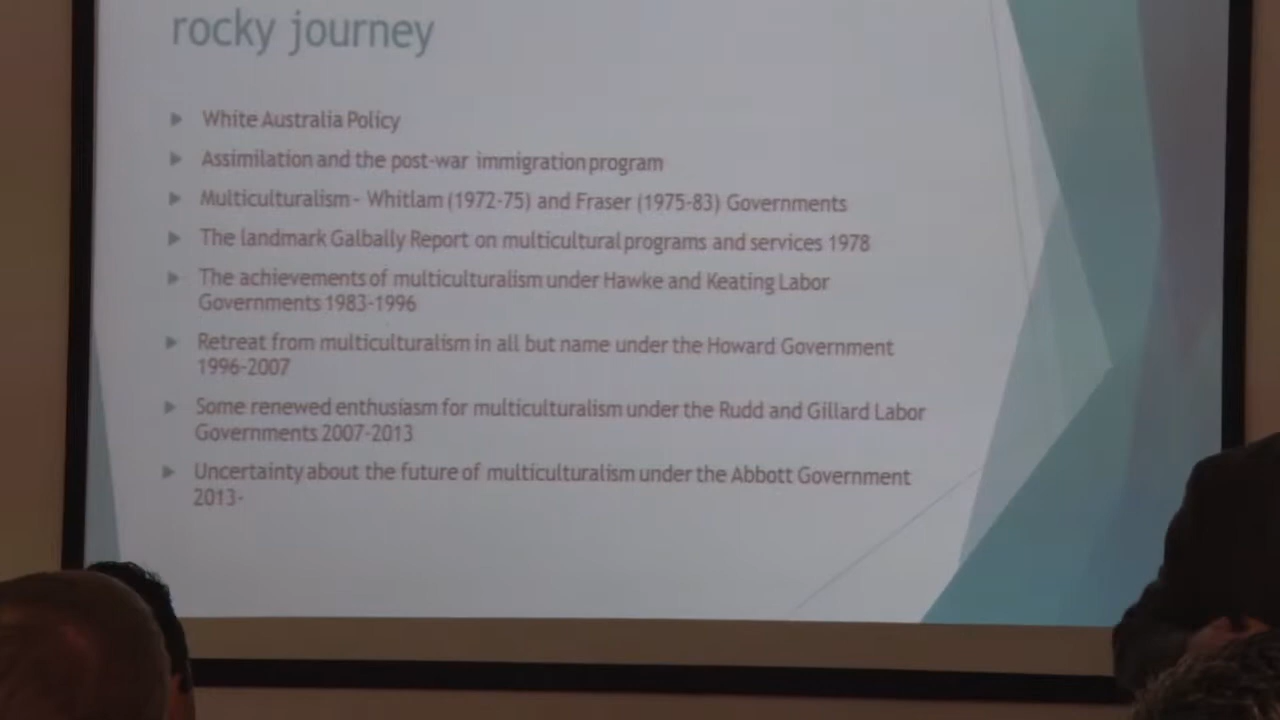 rocky journey
White Australia Policy
Assimilation and the post-war immigration program
Multiculturalism- Whitlam (1972-75) and Fraser (1975-83) Governments
The landmark Galbally Report on multicultural programs and services 1978
The achievements of multiculturalism under Hawke and Keating Labor
Governments 1983-1996
Retreat from multiculturalism in all but name under the Howard Government
1996-2007
Some renewed enthusiasm for multiculturalism under the Rudd and Gillard Labor
Governments 2007-2013
Uncertainty about the future of multiculturalism under the Abbott Government
2013-